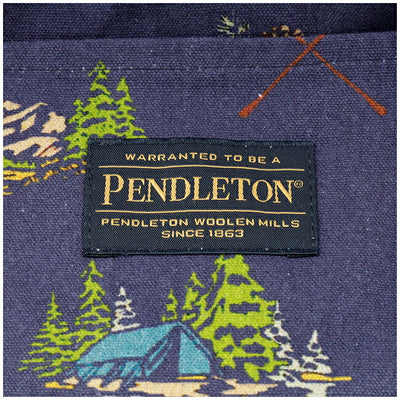 WARRANTED TO BE A
PENDLETON®
PENDLETON WOOLEN MILLS
SINCE 1863